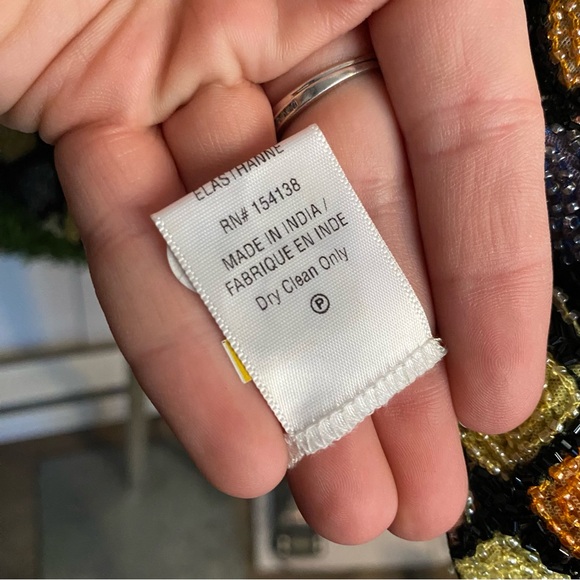 ELASTHANNE
RN# 154138
MADE IN INDIA /
FABRIQUE EN INDE
Dry Clean Only
P